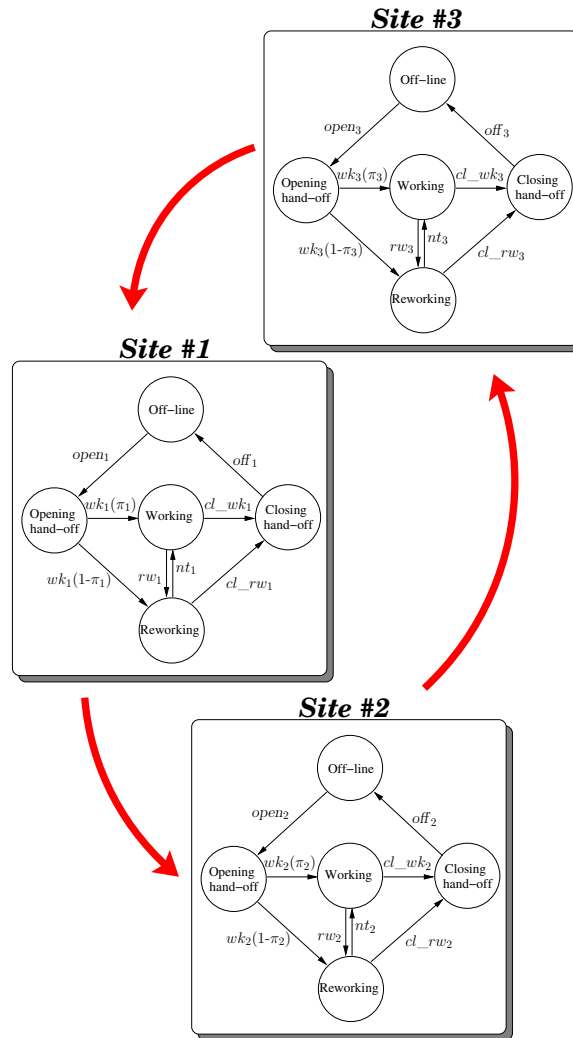 Site #3
Off-line
open₃
off₃
Opening
hand-off
wk₃(π₃)
Working
cl_wk₃
Closing
hand-off
wk₃(1-π₃)
rw₃
nt₃
cl_rw₃
Reworking
Site #1
Off-line
open₁
off₁
Opening
hand-off
wk₁(π₁)
Working
cl_wk₁
Closing
hand-off
wk₁(1-π₁)
rw₁
nt₁
cl_rw₁
Reworking
Site #2
Off-line
open₂
off₂
Opening
hand-off
wk₂(π₂)
Working
cl_wk₂
Closing
hand-off
wk₂(1-π₂)
rw₂
nt₂
cl_rw₂
Reworking